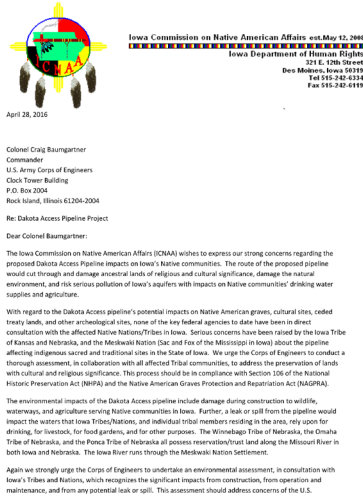 ICNAA
Iowa Commission on Native American Affairs est.May 12, 2008
Iowa Department of Human Rights
321 E. 12th Street
Des Moines, Iowa 50319
Tel 515-242-6334
Fax 515-242-6119
April 28, 2016
Colonel Craig Baumgartner
Commander
U.S. Army Corps of Engineers
Clock Tower Building
P.O. Box 2004
Rock Island, Illinois 61204-2004
Re: Dakota Access Pipeline Project
Dear Colonel Baumgartner:
The Iowa Commission on Native American Affairs (ICNAA) wishes to express our strong concerns regarding the
proposed Dakota Access Pipeline impacts on Iowa's Native communities. The route of the proposed pipeline
would cut through and damage ancestral lands of religious and cultural significance, damage the natural
environment, and risk serious pollution of Iowa's aquifers with impacts on Native communities' drinking water
supplies and agriculture.
With regard to the Dakota Access pipeline's potential impacts on Native American graves, cultural sites, ceded
treaty lands, and other archeological sites, none of the key federal agencies to date have been in direct
consultation with the affected Native Nations/Tribes in Iowa. Serious concerns have been raised by the Iowa Tribe
of Kansas and Nebraska, and the Meskwaki Nation (Sac and Fox of the Mississippi in Iowa) about the pipeline
affecting indigenous sacred and traditional sites in the State of Iowa. We urge the Corps of Engineers to conduct a
thorough assessment, in collaboration with all affected Tribal communities, to address the preservation of lands
with cultural and religious significance. This process should be in compliance with Section 106 of the National
Historic Preservation Act (NHPA) and the Native American Graves Protection and Repatriation Act (NAGPRA).
The environmental impacts of the Dakota Access pipeline include damage during construction to wildlife,
waterways, and agriculture serving Native communities in Iowa. Further, a leak or spill from the pipeline would
impact the waters that Iowa Tribes/Nations, and individual tribal members residing in the area, rely upon for
drinking, for livestock, for food gardens, and for other purposes. The Winnebago Tribe of Nebraska, the Omaha
Tribe of Nebraska, and the Ponca Tribe of Nebraska all possess reservation/trust land along the Missouri River in
both Iowa and Nebraska. The Iowa River runs through the Meskwaki Nation Settlement.
Again we strongly urge the Corps of Engineers to undertake an environmental assessment, in consultation with
Iowa's Tribes and Nations, which recognizes the significant impacts from construction, from operation and
maintenance, and from any potential leak or spill. This assessment should address concerns of the U.S.